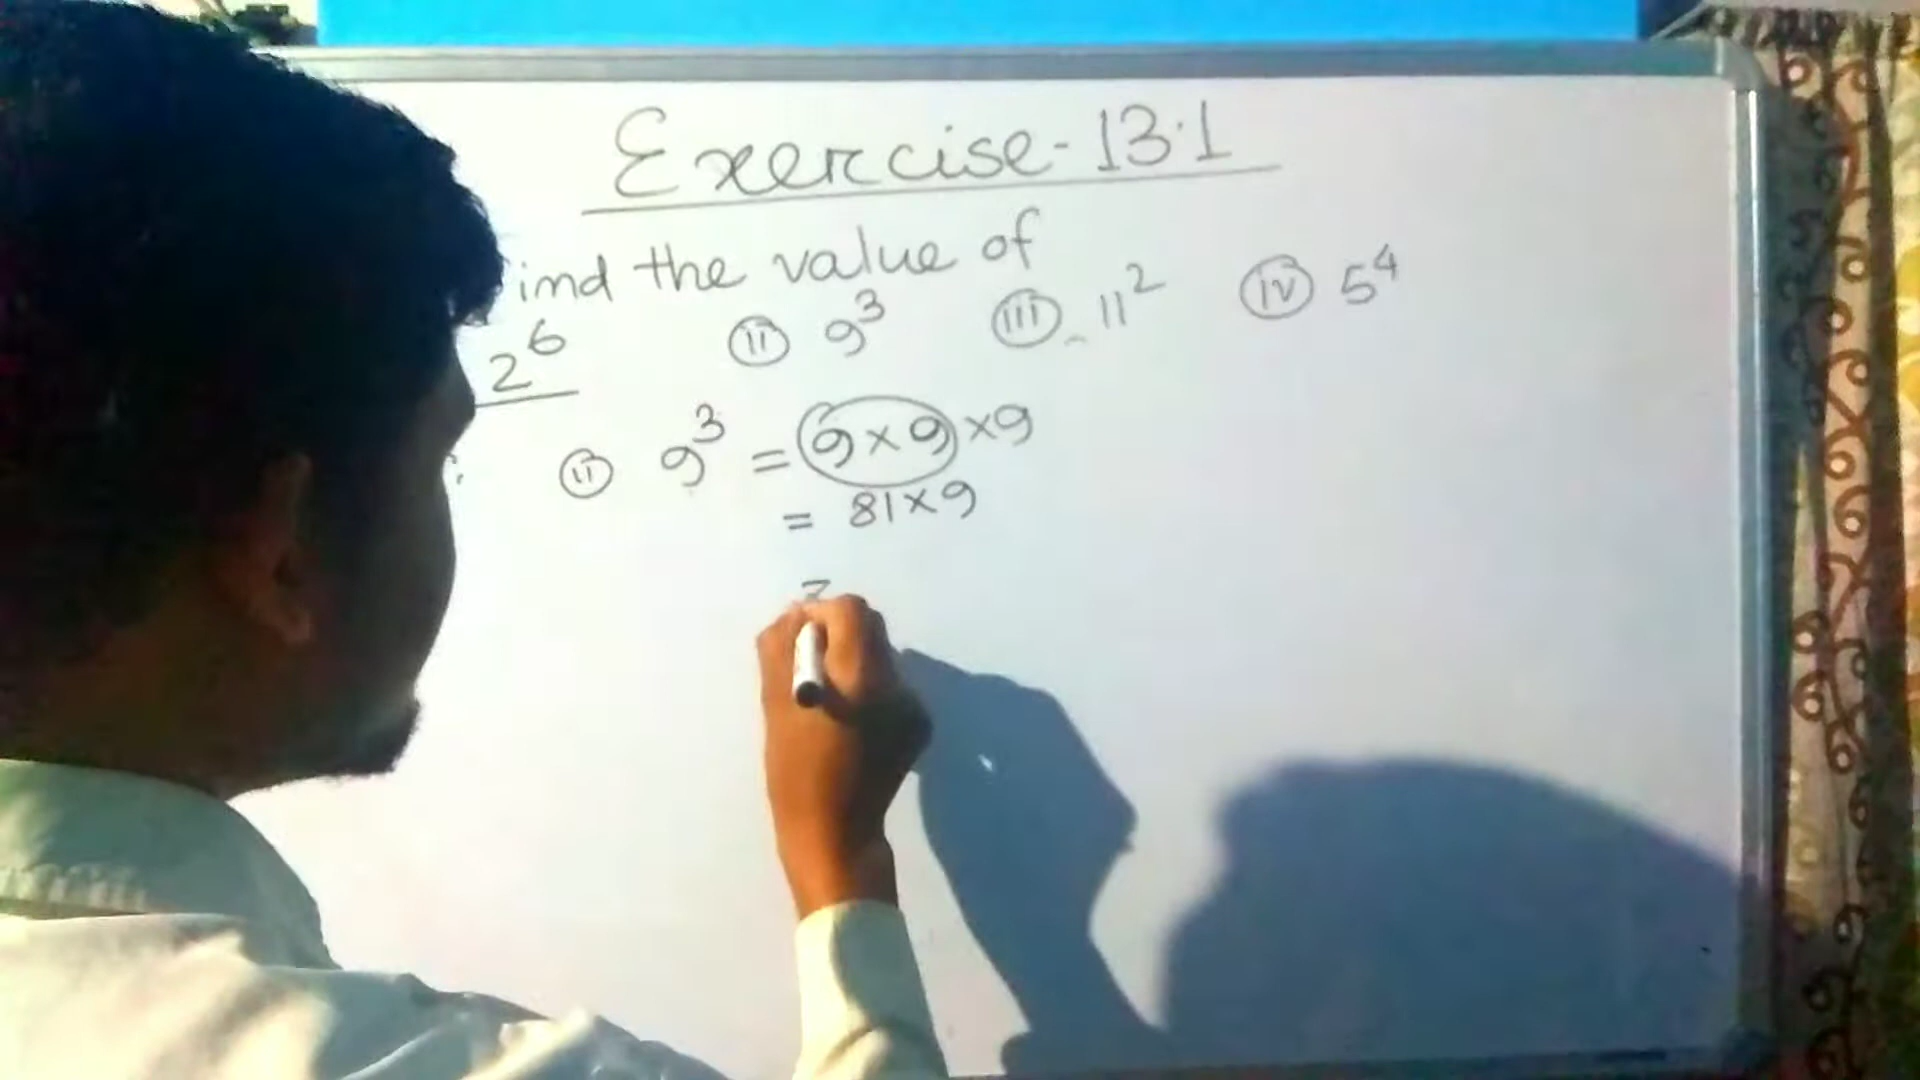 Exercise-13.1
ind the value of
2⁶ (ii) 9³ (iii) 11² (iv) 5⁴
(ii) 9³ = 9×9×9
= 81×9
=